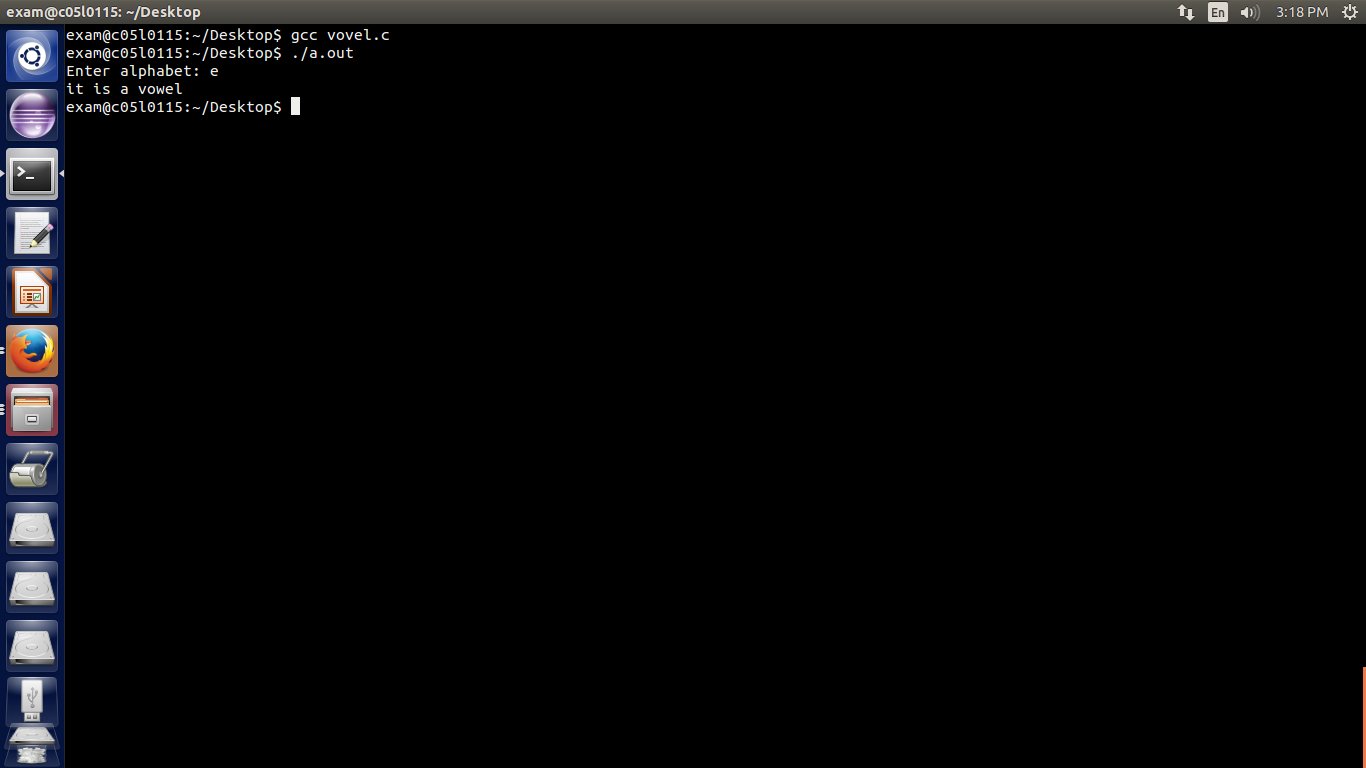 exam@c05l0115: ~/Desktop
En
3:18 PM
exam@c05l0115:~/Desktop$ gcc vovel.c
exam@c05l0115:~/Desktop$ ./a.out
Enter alphabet: e
it is a vowel
exam@c05l0115:~/Desktop$